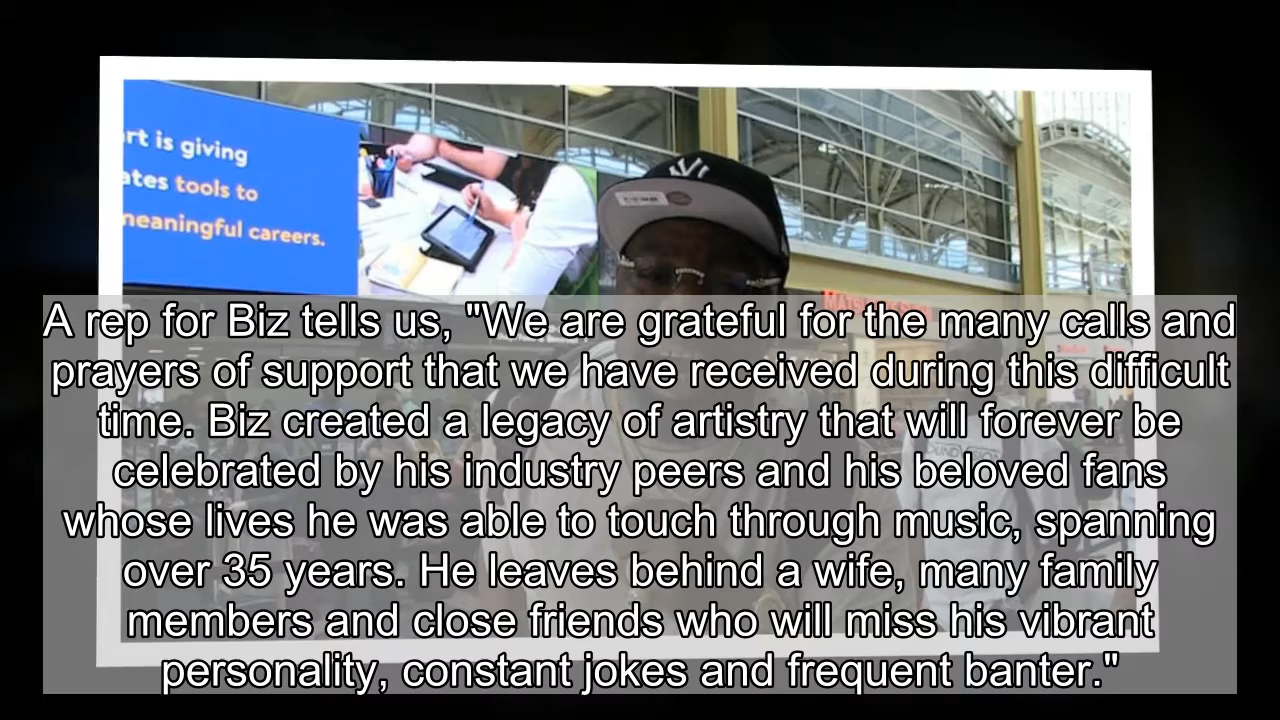 rt is giving
ates tools to
meaningful careers.
A rep for Biz tells us, "We are grateful for the many calls and
prayers of support that we have received during this difficult
time. Biz created a legacy of artistry that will forever be
celebrated by his industry peers and his beloved fans
whose lives he was able to touch through music, spanning
over 35 years. He leaves behind a wife, many family
members and close friends who will miss his vibrant
personality, constant jokes and frequent banter."